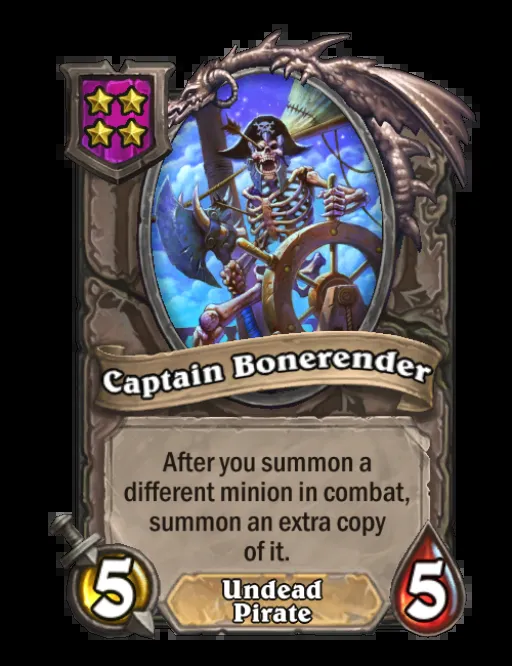 Captain Bonerender
After you summon a
different minion in combat,
summon an extra copy
of it.
5
Undead
Pirate
5